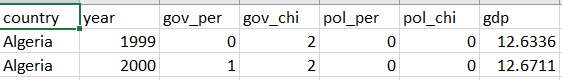 country year gov_per gov_chi pol_per pol_chi gdp
Algeria 1999 0 2 0 0 12.6336
Algeria 2000 1 2 0 0 12.6711